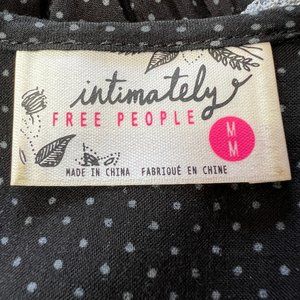 intimately
FREE PEOPLE
M
M
MADE IN CHINA FABRIQUÉ EN CHINE